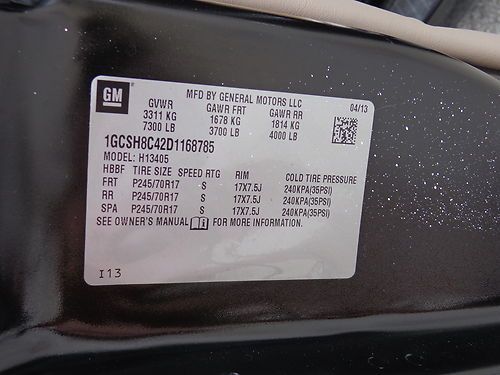 GM
MFD BY GENERAL MOTORS LLC 04/13
GVWR GAWR FRT GAWR RR
3311 KG 1678 KG 1814 KG
7300 LB 3700 LB 4000 LB
1GCSH8C42D1168785
MODEL: H13405
HBBF TIRE SIZE SPEED RTG RIM COLD TIRE PRESSURE
FRT P245/70R17 S 17X7.5J 240KPA(35PSI)
RR P245/70R17 S 17X7.5J 240KPA(35PSI)
SPA P245/70R17 S 17X7.5J 240KPA(35PSI)
SEE OWNER'S MANUAL FOR MORE INFORMATION.
I13